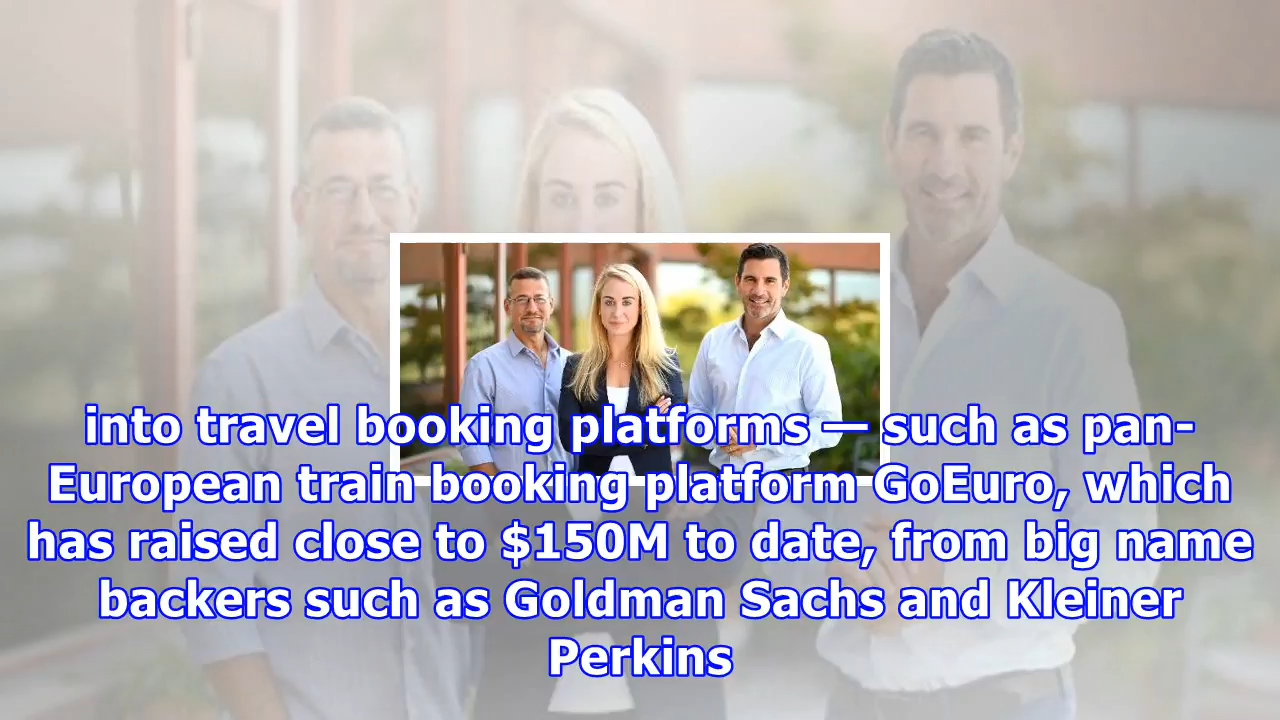 into travel booking platforms — such as pan-
European train booking platform GoEuro, which
has raised close to $150M to date, from big name
backers such as Goldman Sachs and Kleiner
Perkins